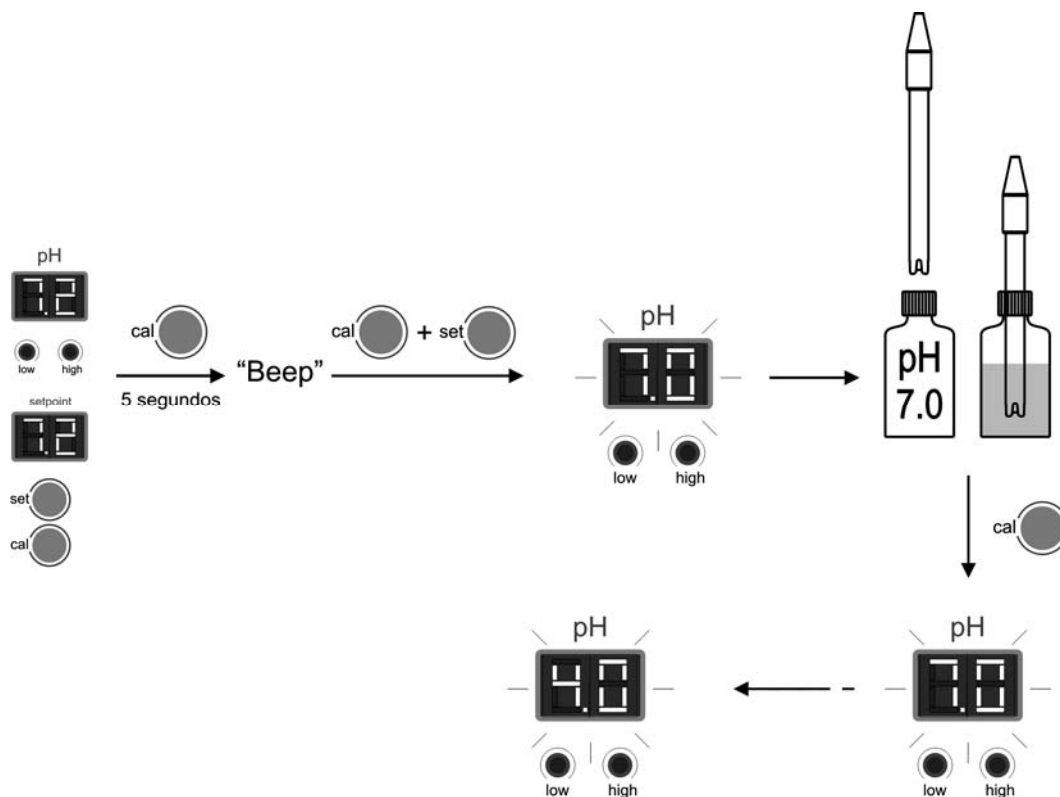 pH
7.2
low high
setpoint
7.2
set
cal
cal
5 segundos
“Beep”
cal + set
pH
7.0
low high
pH
7.0
cal
pH
7.0
low high
pH
4.0
low high